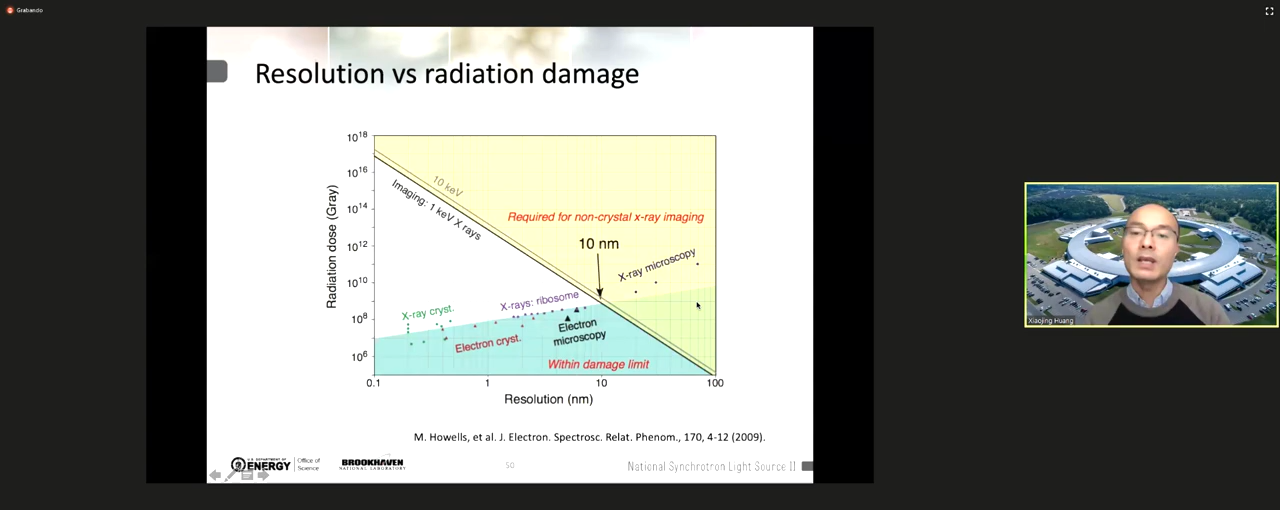 Grabando
Resolution vs radiation damage
10^18
10^16
10^14
10^12
10^10
10^8
10^6
Radiation dose (Gray)
10 keV
Imaging: 1 keV X rays
Required for non-crystal x-ray imaging
10 nm
X-ray microscopy
X-rays: ribosome
X-ray cryst.
Electron cryst.
Electron
microscopy
Within damage limit
0.1
1
10
100
Resolution (nm)
M. Howells, et al. J. Electron. Spectrosc. Relat. Phenom., 170, 4-12 (2009).
U.S. DEPARTMENT OF
ENERGY
Office of
Science
BROOKHAVEN
NATIONAL LABORATORY
50
National Synchrotron Light Source II
Xiaojing Huang